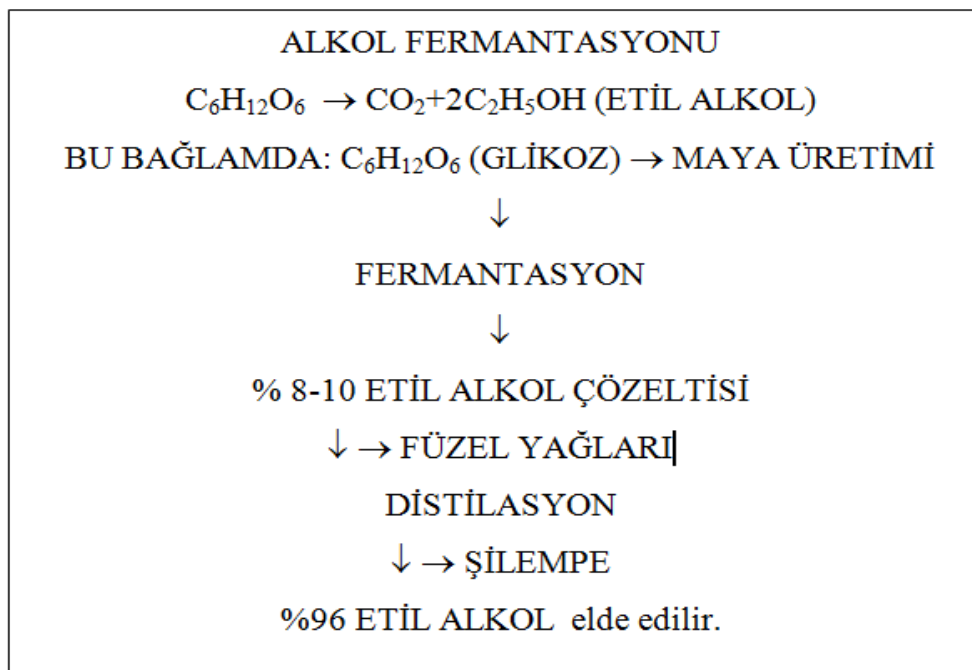 ALKOL FERMANTASYONU
C₆H₁₂O₆ → CO₂+2C₂H₅OH (ETİL ALKOL)
BU BAĞLAMDA: C₆H₁₂O₆ (GLİKOZ) → MAYA ÜRETİMİ
↓
FERMANTASYON
↓
% 8-10 ETİL ALKOL ÇÖZELTİSİ
↓ → FÜZEL YAĞLARI
DİSTİLASYON
↓ → ŞİLEMPE
%96 ETİL ALKOL elde edilir.